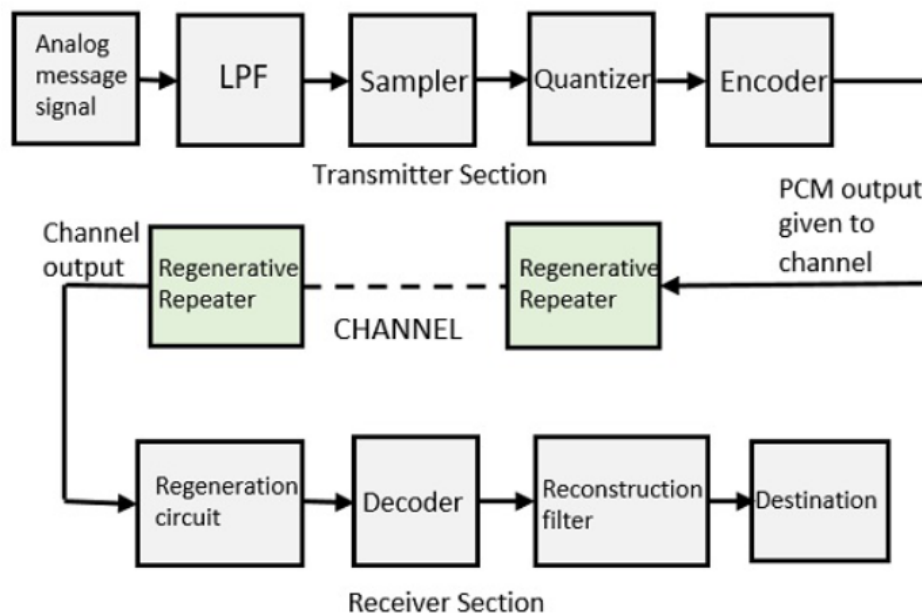 Analog
message
signal
LPF
Sampler
Quantizer
Encoder
Transmitter Section
PCM output
given to
channel
Channel
output
Regenerative
Repeater
CHANNEL
Regenerative
Repeater
Regeneration
circuit
Decoder
Reconstruction
filter
Destination
Receiver Section